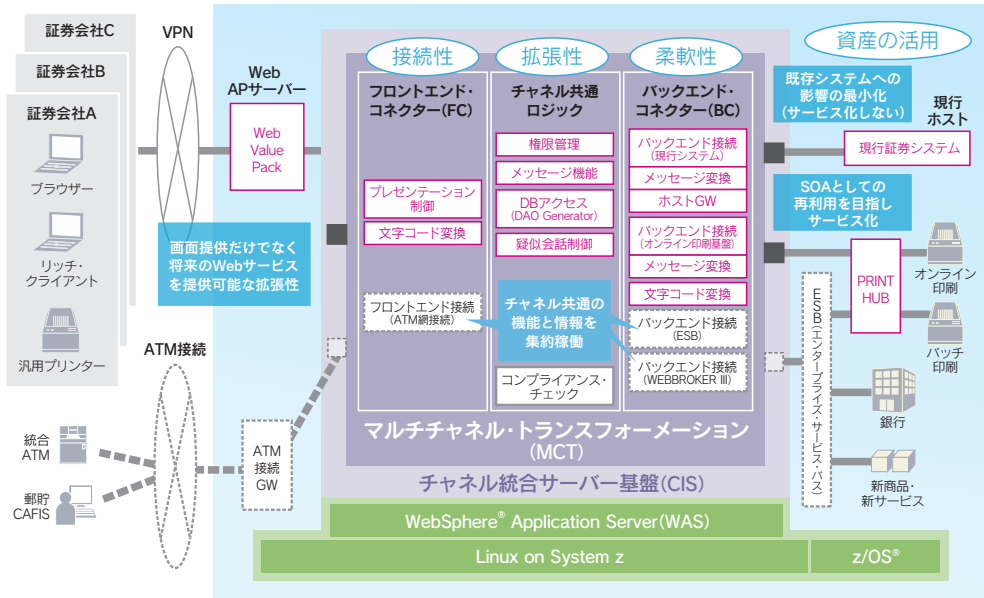 証券会社C
証券会社B
証券会社A
ブラウザー
リッチ・
クライアント
汎用プリンター
VPN
Web
APサーバー
Web
Value
Pack
画面提供だけでなく
将来のWebサービス
を提供可能な拡張性
ATM接続
統合
ATM
郵貯
CAFIS
ATM
接続
GW
接続性
フロントエンド・
コネクター(FC)
プレゼンテーション
制御
文字コード変換
フロントエンド接続
(ATM網接続)
拡張性
チャネル共通
ロジック
権限管理
メッセージ機能
DBアクセス
(DAO Generator)
疑似会話制御
チャネル共通の
機能と情報を
集約稼働
コンプライアンス・
チェック
柔軟性
バックエンド・
コネクター(BC)
バックエンド接続
(現行システム)
メッセージ変換
ホストGW
バックエンド接続
(オンライン印刷基盤)
メッセージ変換
文字コード変換
バックエンド接続
(ESB)
バックエンド接続
(WEBBROKER Ⅲ)
マルチチャネル・トランスフォーメーション
(MCT)
チャネル統合サーバー基盤(CIS)
WebSphere® Application Server(WAS)
Linux on System z
z/OS®
資産の活用
既存システムへの
影響の最小化
(サービス化しない)
現行
ホスト
現行証券システム
SOAとしての
再利用を目指し
サービス化
PRINT
HUB
オンライン
印刷
バッチ
印刷
ESB(エンタープライズ・サービス・バス)
銀行
新商品・
新サービス